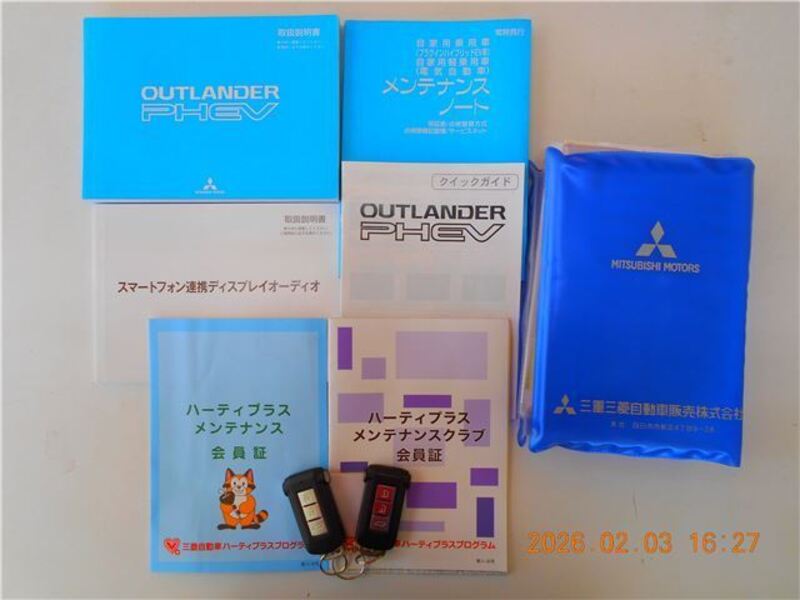 取扱説明書
OUTLANDER
PHEV
自家用乗用車
(プラグインハイブリッド自動車)
自家用軽乗用車
(電気自動車)
メンテナンス
ノート
クイックガイド
OUTLANDER
PHEV
取扱説明書
スマートフォン連携ディスプレイオーディオ
MITSUBISHI MOTORS
三重三菱自動車販売株式会社
ハーティプラス
メンテナンス
会員証
三菱自動車ハーティプラスプログラム
ハーティプラス
メンテナンスクラブ
会員証
車ハーティプラスプログラム
2026.02.03 16:27